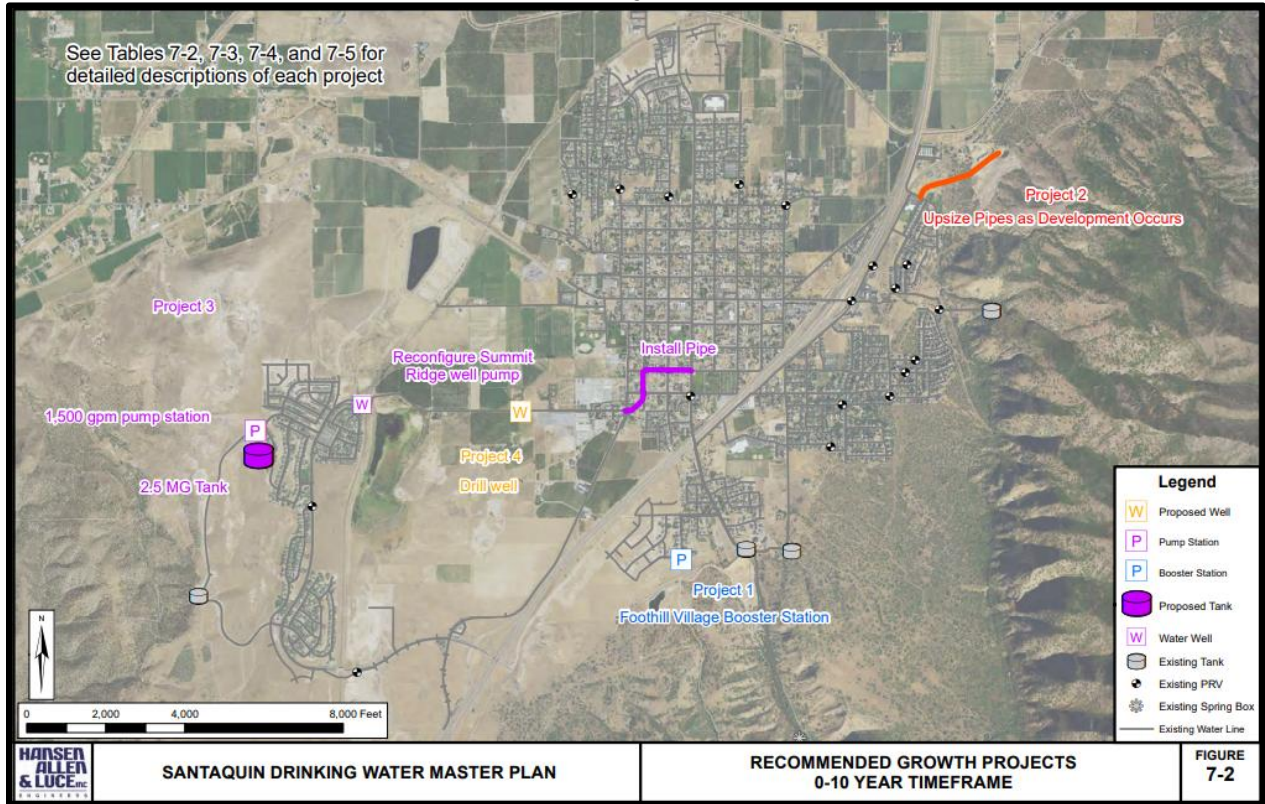 See Tables 7-2, 7-3, 7-4, and 7-5 for
detailed descriptions of each project
Project 2
Upsize Pipes as Development Occurs
Project 3
Install Pipe
Reconfigure Summit
Ridge well pump
W
1,500 gpm pump station
W
P
Project 4
2.5 MG Tank
Drill well
P
Project 1
Foothill Village Booster Station
Legend
W Proposed Well
P Pump Station
P Booster Station
Proposed Tank
W Water Well
Existing Tank
Existing PRV
Existing Spring Box
Existing Water Line
N
0 2,000 4,000 8,000 Feet
HANSEN
ALLEN
& LUCE INC
ENGINEERS
SANTAQUIN DRINKING WATER MASTER PLAN
RECOMMENDED GROWTH PROJECTS
0-10 YEAR TIMEFRAME
FIGURE
7-2